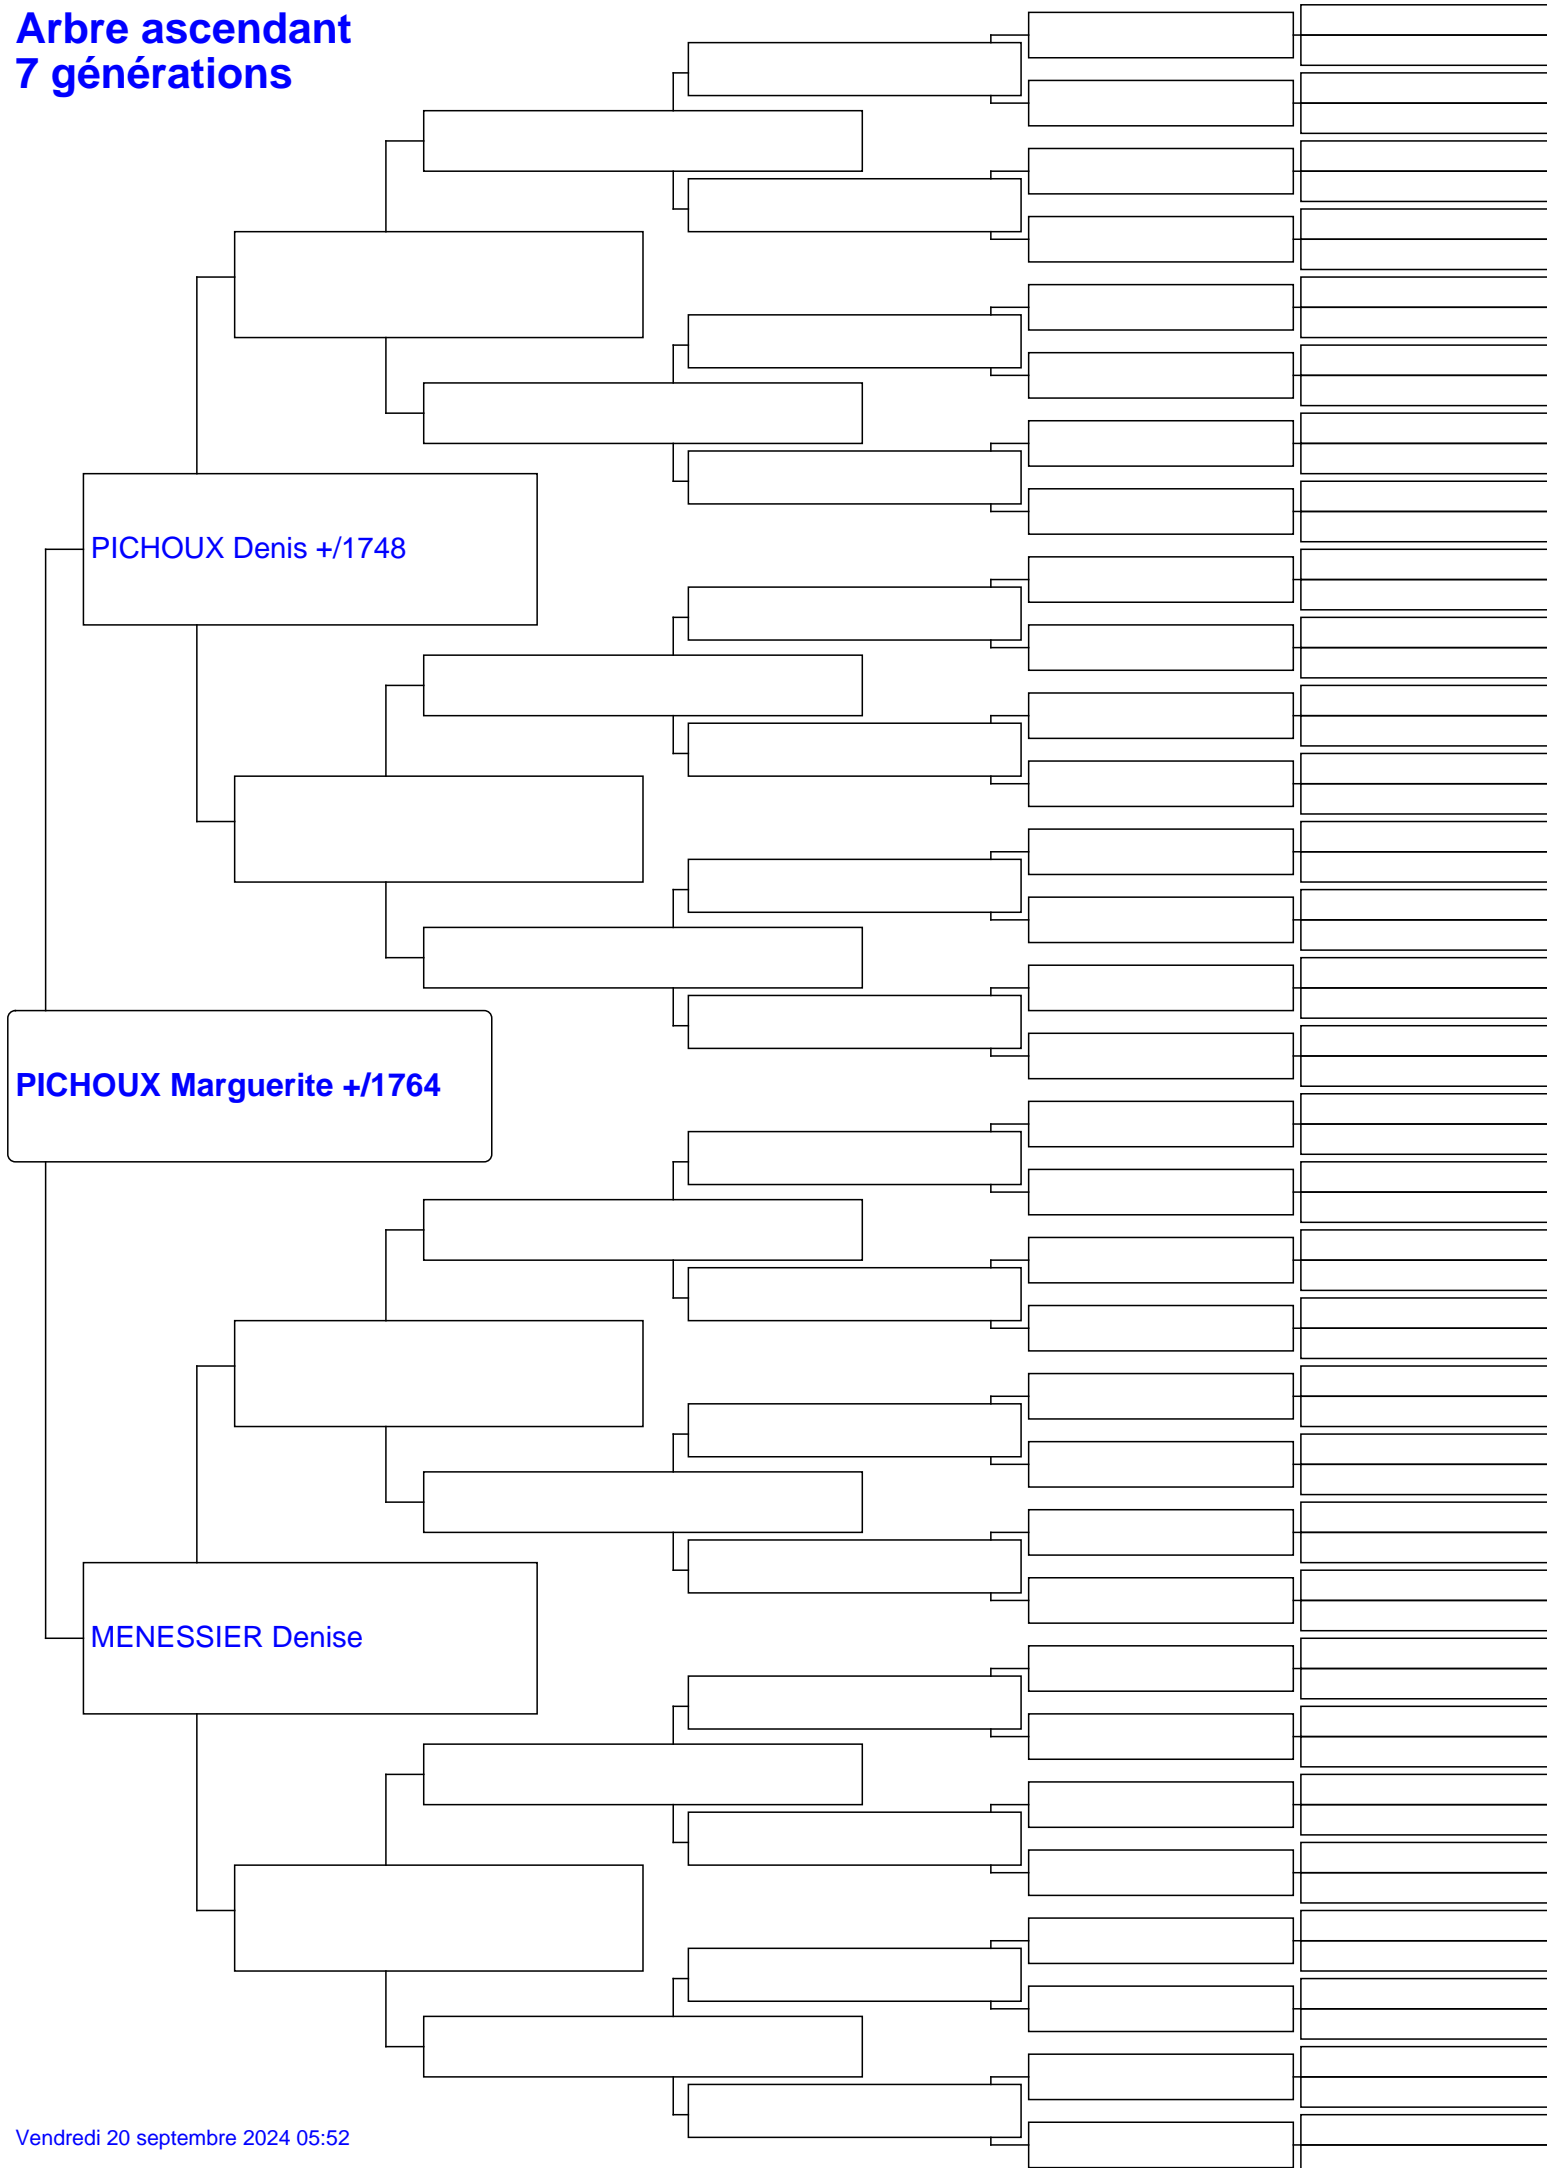 Arbre ascendant
7 générations
PICHOUX Denis +/1748
PICHOUX Marguerite +/1764
MENESSIER Denise
Vendredi 20 septembre 2024 05:52